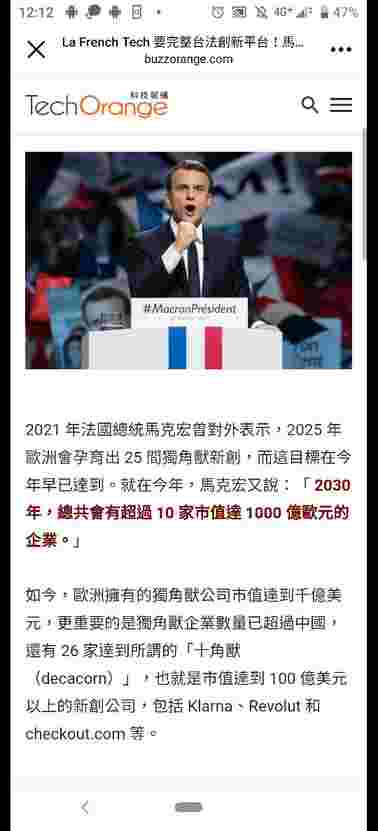 12:12
4G+
47%
La French Tech 要完整台法創新平台！馬...
buzzorange.com
TechOrange
科技報橘
#MacronPrésident
2021 年法國總統馬克宏曾對外表示，2025 年
歐洲會孕育出 25 間獨角獸新創，而這目標在今
年早已達到。就在今年，馬克宏又說：「 2030
年，總共會有超過 10 家市值達 1000 億歐元的
企業。」
如今，歐洲擁有的獨角獸公司市值達到千億美
元，更重要的是獨角獸企業數量已超過中國，
還有 26 家達到所謂的「十角獸
（decacorn）」，也就是市值達到 100 億美元
以上的新創公司，包括 Klarna、Revolut 和
checkout.com 等。